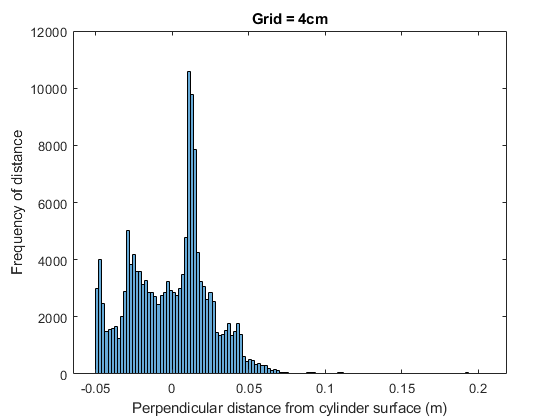 Grid = 4cm
12000
10000
8000
6000
4000
2000
0
Frequency of distance
-0.05 0 0.05 0.1 0.15 0.2
Perpendicular distance from cylinder surface (m)